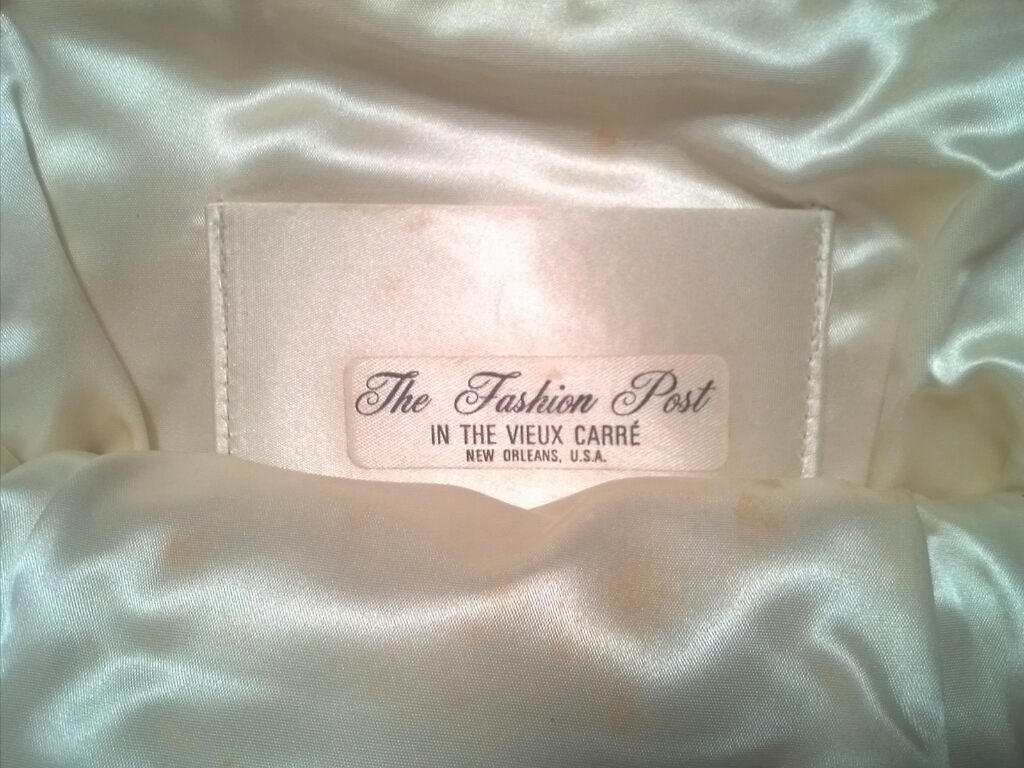 The Fashion Post
IN THE VIEUX CARRÉ
NEW ORLEANS, U.S.A.